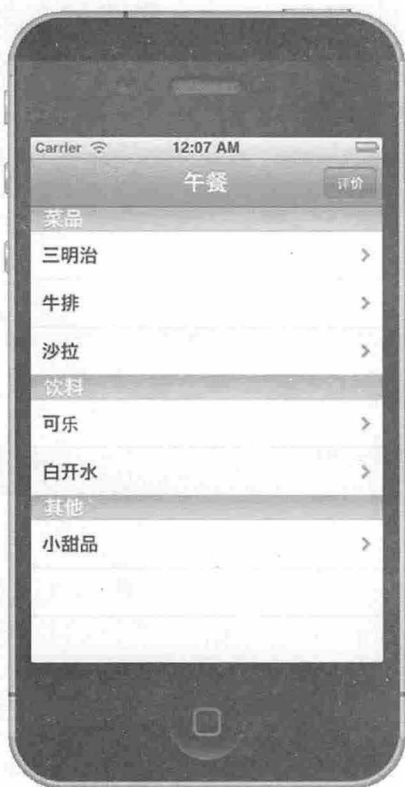 Carrier 12:07 AM
午餐 评价
菜品
三明治
牛排
沙拉
饮料
可乐
白开水
其他
小甜品